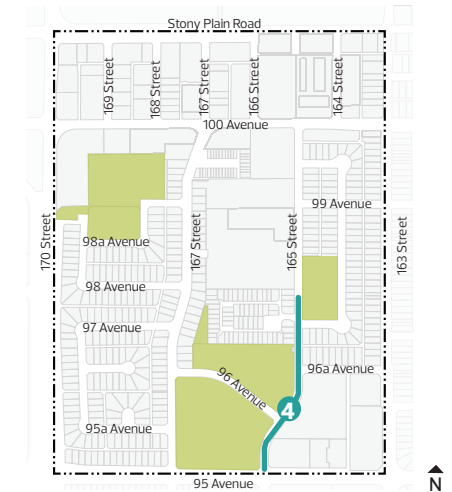 Stony Plain Road
169 Street
168 Street
167 Street
166 Street
164 Street
100 Avenue
99 Avenue
170 Street
98a Avenue
167 Street
165 Street
163 Street
98 Avenue
97 Avenue
96 Avenue
96a Avenue
4
95a Avenue
95 Avenue
N